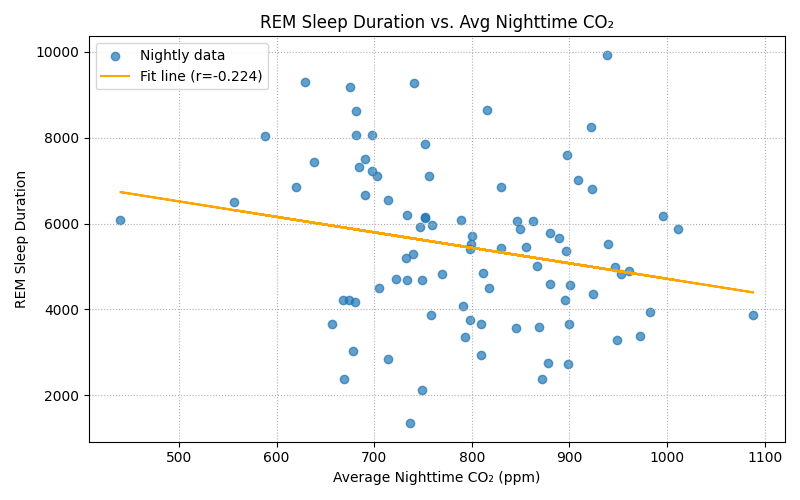 REM Sleep Duration vs. Avg Nighttime CO₂
Nightly data
Fit line (r=-0.224)
REM Sleep Duration
10000
8000
6000
4000
2000
500 600 700 800 900 1000 1100
Average Nighttime CO₂ (ppm)